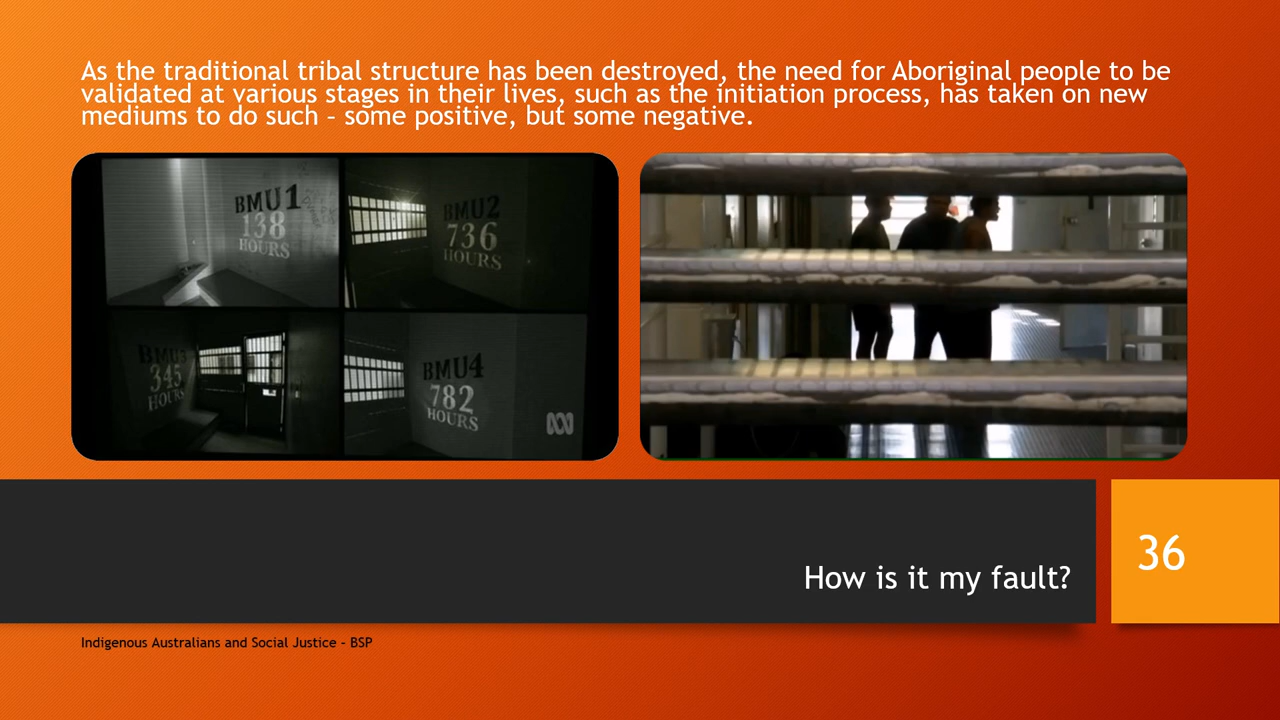 As the traditional tribal structure has been destroyed, the need for Aboriginal people to be
validated at various stages in their lives, such as the initiation process, has taken on new
mediums to do such – some positive, but some negative.
BMU1
138
HOURS
BMU2
736
HOURS
BMU3
345
HOURS
BMU4
782
HOURS
How is it my fault?
36
Indigenous Australians and Social Justice - BSP